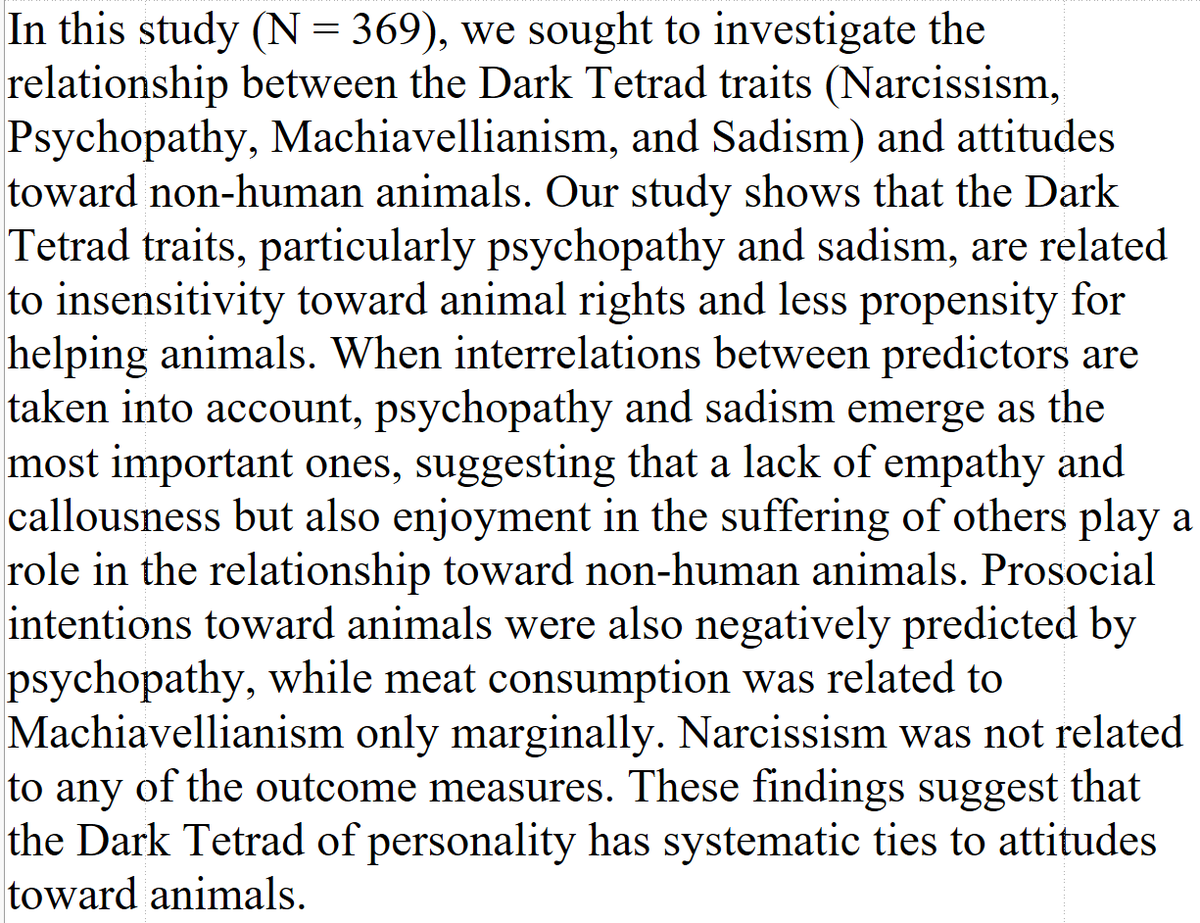 In this study (N = 369), we sought to investigate the
relationship between the Dark Tetrad traits (Narcissism,
Psychopathy, Machiavellianism, and Sadism) and attitudes
toward non-human animals. Our study shows that the Dark
Tetrad traits, particularly psychopathy and sadism, are related
to insensitivity toward animal rights and less propensity for
helping animals. When interrelations between predictors are
taken into account, psychopathy and sadism emerge as the
most important ones, suggesting that a lack of empathy and
callousness but also enjoyment in the suffering of others play a
role in the relationship toward non-human animals. Prosocial
intentions toward animals were also negatively predicted by
psychopathy, while meat consumption was related to
Machiavellianism only marginally. Narcissism was not related
to any of the outcome measures. These findings suggest that
the Dark Tetrad of personality has systematic ties to attitudes
toward animals.